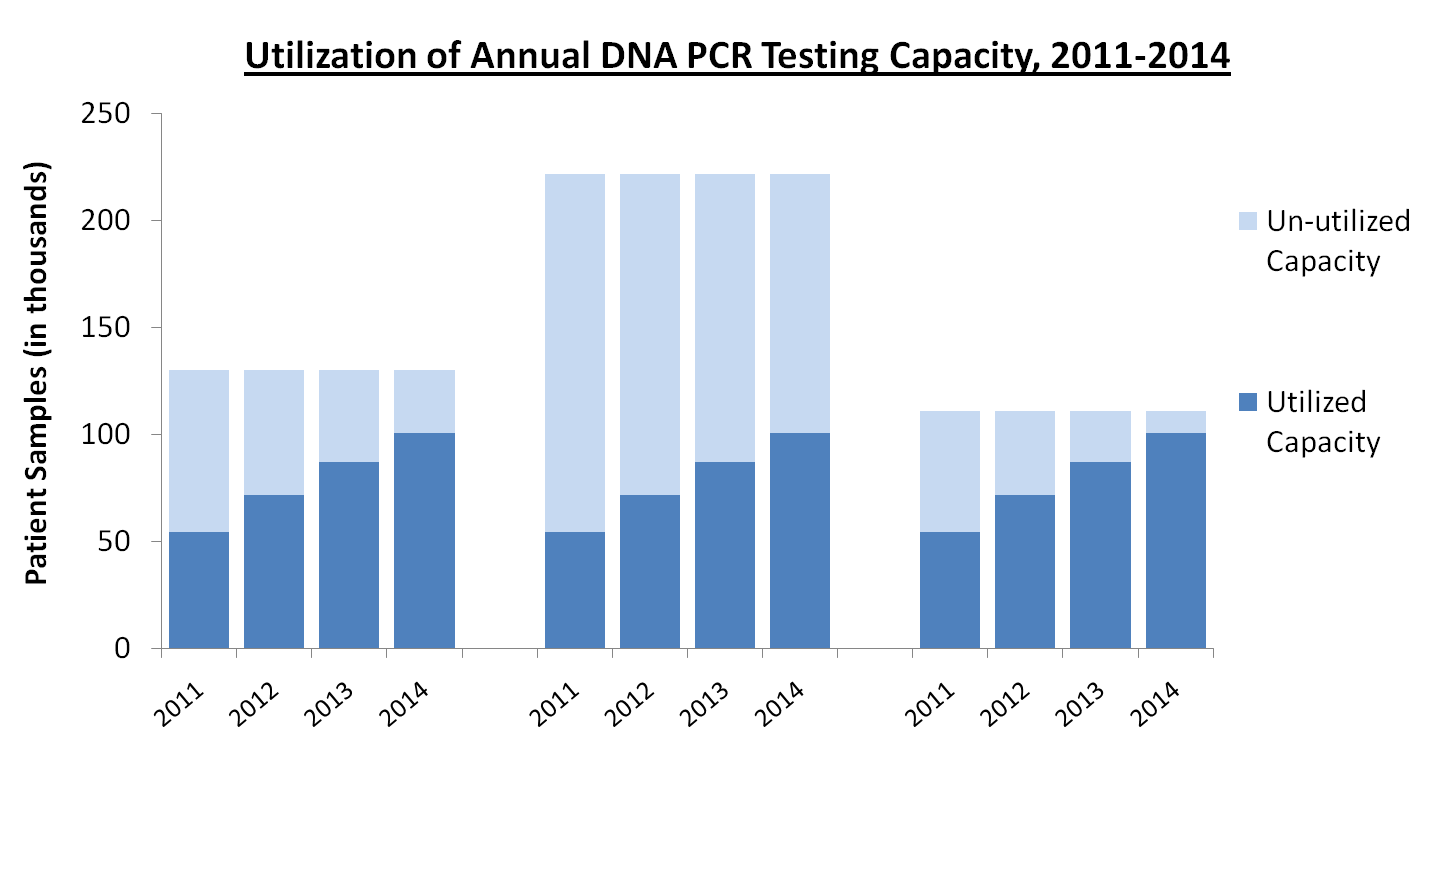 Utilization of Annual DNA PCR Testing Capacity, 2011-2014
Patient Samples (in thousands)
250
200
150
100
50
0
2011 2012 2013 2014 2011 2012 2013 2014 2011 2012 2013 2014
Un-utilized
Capacity
Utilized
Capacity